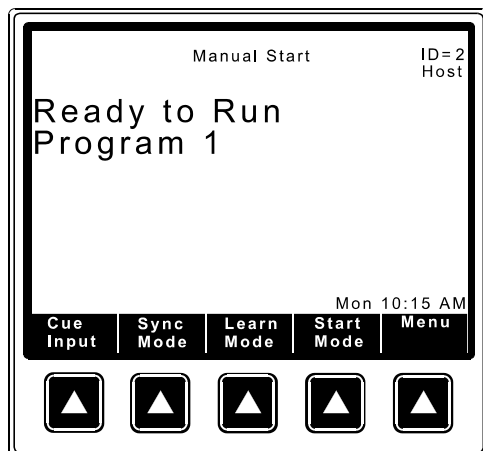 Manual Start
ID=2
Host
Ready to Run
Program 1
Mon 10:15 AM
Cue Input
Sync Mode
Learn Mode
Start Mode
Menu